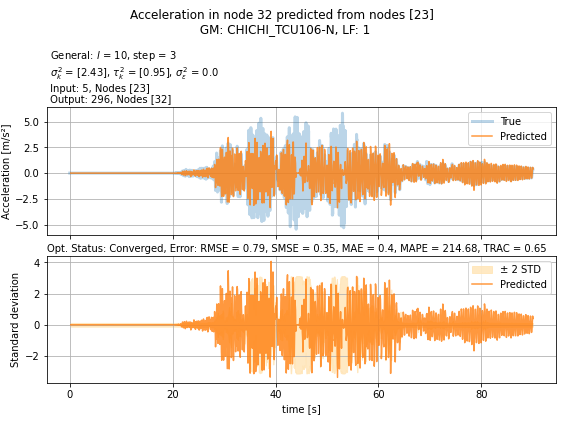 Acceleration in node 32 predicted from nodes [23]
GM: CHICHI_TCU106-N, LF: 1
General: l = 10, step = 3
σ²ₖ = [2.43], τ²ₖ = [0.95], σ²ε = 0.0
Input: 5, Nodes [23]
Output: 296, Nodes [32]
Acceleration [m/s²]
5.0
2.5
0.0
−2.5
−5.0
True
Predicted
Opt. Status: Converged, Error: RMSE = 0.79, SMSE = 0.35, MAE = 0.4, MAPE = 214.68, TRAC = 0.65
Standard deviation
4
2
0
−2
± 2 STD
Predicted
0 20 40 60 80
time [s]